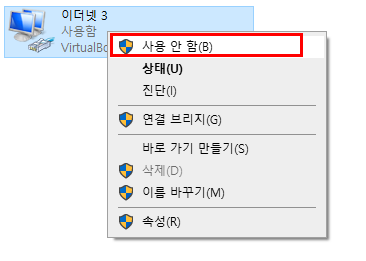 이더넷 3
사용함
VirtualBo
사용 안 함(B)
상태(U)
진단(I)
연결 브리지(G)
바로 가기 만들기(S)
삭제(D)
이름 바꾸기(M)
속성(R)